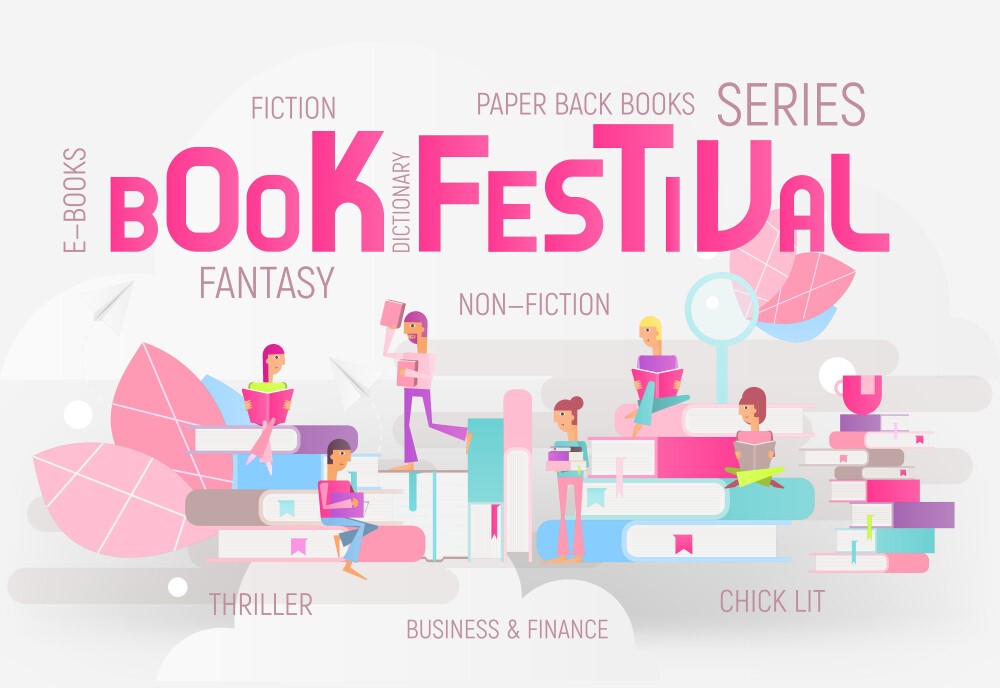 FICTION
PAPER BACK BOOKS
SERIES
E-BOOKS
BOOK FESTIVAL
DICTIONARY
FANTASY
NON-FICTION
THRILLER
CHICK LIT
BUSINESS & FINANCE